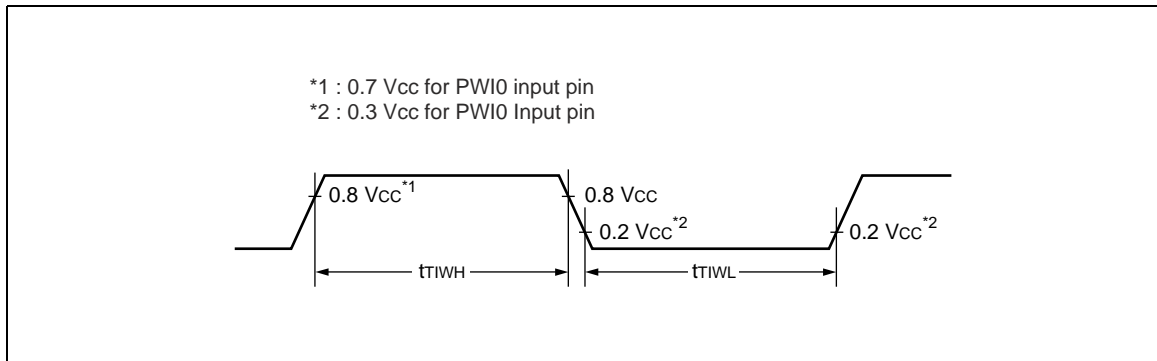 *1 : 0.7 Vcc for PWI0 input pin
*2 : 0.3 Vcc for PWI0 Input pin
0.8 VCC*1
0.8 VCC
0.2 VCC*2
0.2 VCC*2
tTIWH
tTIWL